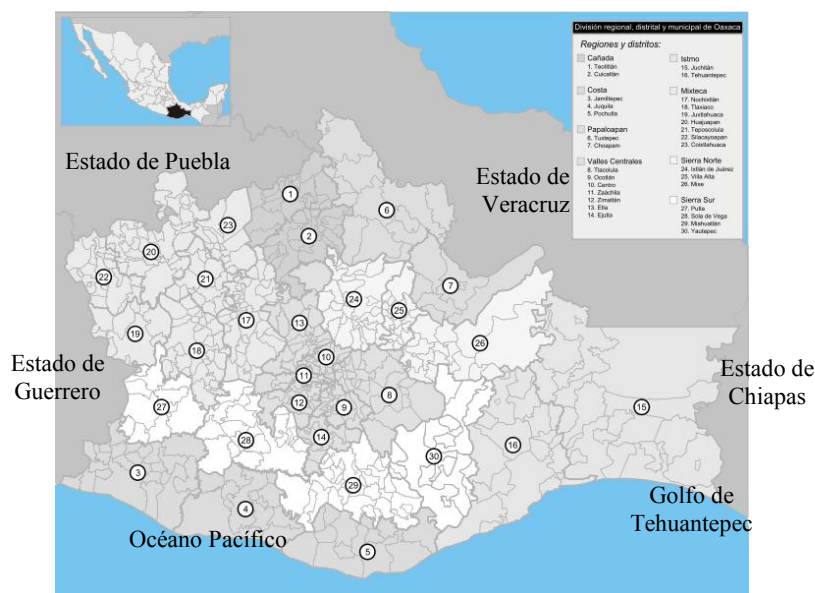 División regional, distrital y municipal de Oaxaca
Regiones y distritos:
Cañada
1. Teotitlán
2. Cuicatlán
Costa
3. Jamiltepec
4. Juquila
5. Pochutla
Papaloapan
6. Tuxtepec
7. Choapam
Valles Centrales
8. Tlacolula
9. Ocotlán
10. Centro
11. Zaachila
12. Zimatlán
13. Etla
14. Ejutla
Istmo
15. Juchitán
16. Tehuantepec
Mixteca
17. Nochixtlán
18. Tlaxiaco
19. Juxtlahuaca
20. Huajuapan
21. Teposcolula
22. Silacayoapan
23. Coixtlahuaca
Sierra Norte
24. Ixtlán de Juárez
25. Villa Alta
26. Mixe
Sierra Sur
27. Putla
28. Sola de Vega
29. Miahuatlán
30. Yautepec
Estado de Puebla
Estado de
Veracruz
1
6
23
2
20
22
21
7
24
25
17
13
19
18
26
10
Estado de
Guerrero
Estado de
Chiapas
11
8
27
12
9
15
14
28
16
30
3
29
4
Golfo de
Tehuantepec
Océano Pacífico
5